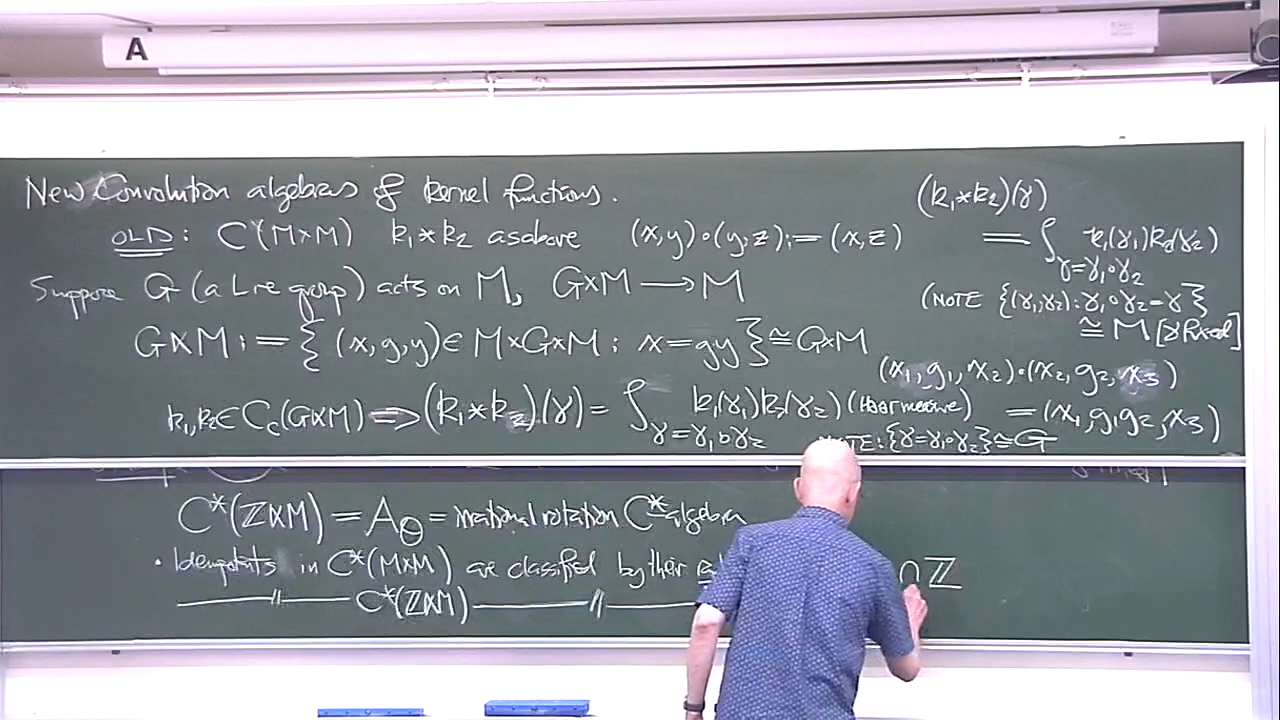 A
New Convolution algebras of kernel functions.
OLD: C*(M×M) k₁*k₂ as above (x,y)∘(y,z):=(x,z)
(k₁*k₂)(γ)
= ∫_{γ=γ₁∘γ₂} k₁(γ₁)k₂(γ₂)
Suppose G (a Lie group) acts on M, G×M ⟶ M
(NOTE {(γ₁,γ₂): γ₁∘γ₂=γ}
≅ M [γ fixed]
G⋉M := {(x,g,y)∈ M×G×M : x=gy} ≅ G×M
(x₁,g₁,x₂)·(x₂,g₂,x₃)
= (x₁,g₁g₂,x₃)
k₁,k₂∈ C_c(G⋉M) ⟹ (k₁*k₂)(γ) = ∫_{γ=γ₁∘γ₂} k₁(γ₁)k₂(γ₂) (Haar measure)
NOTE: {γ=γ₁∘γ₂}≅G
C*(ℤ⋉M) = A_θ = irrational rotation C* algebra
· Idempotents in C*(M×M) are classified by their ∩ ℤ
—//— C*(ℤ⋉M) —//—